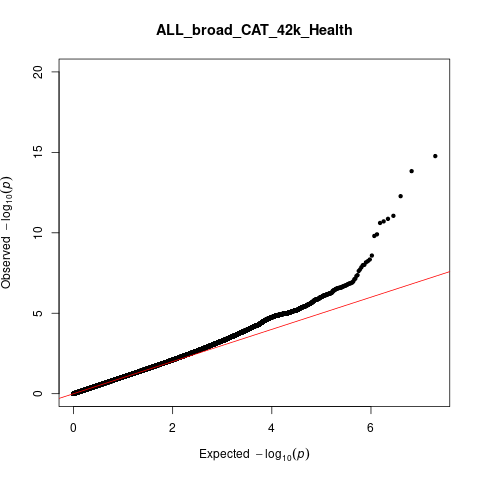 ALL_broad_CAT_42k_Health
20
15
10
5
0
Observed −log10(p)
0 2 4 6
Expected −log10(p)